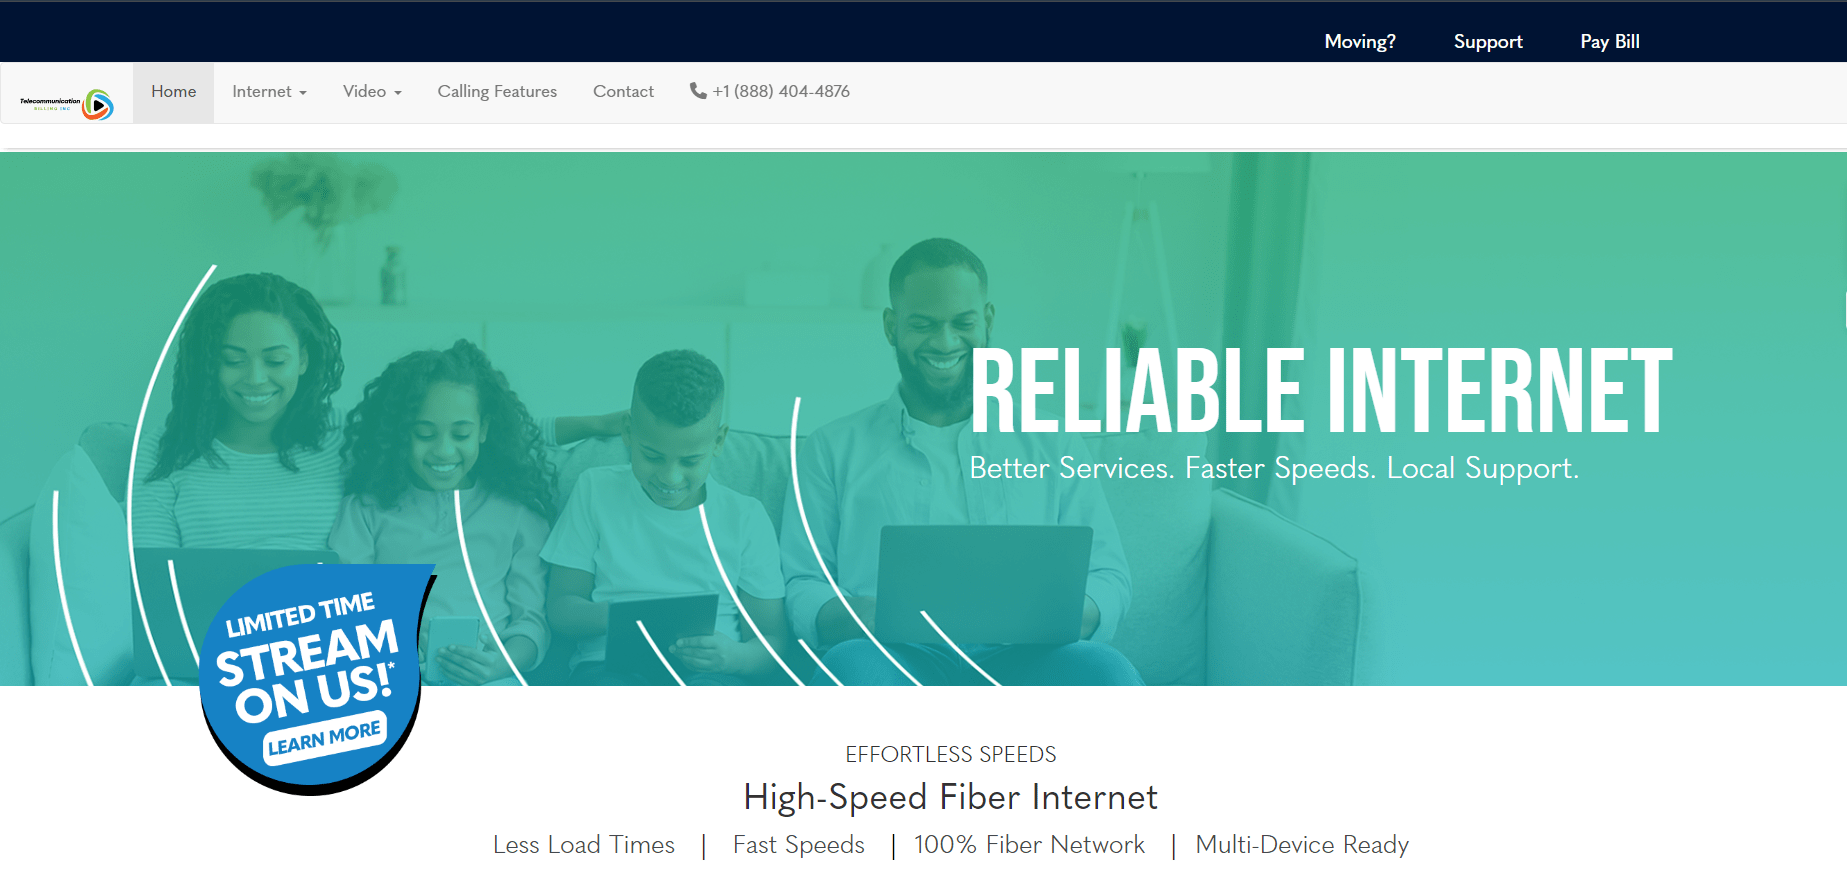 Moving?
Support
Pay Bill
Telecommunication
BILLING INC
Home
Internet
Video
Calling Features
Contact
+1 (888) 404-4876
RELIABLE INTERNET
Better Services. Faster Speeds. Local Support.
LIMITED TIME
STREAM
ON US!*
LEARN MORE
EFFORTLESS SPEEDS
High-Speed Fiber Internet
Less Load Times | Fast Speeds | 100% Fiber Network | Multi-Device Ready